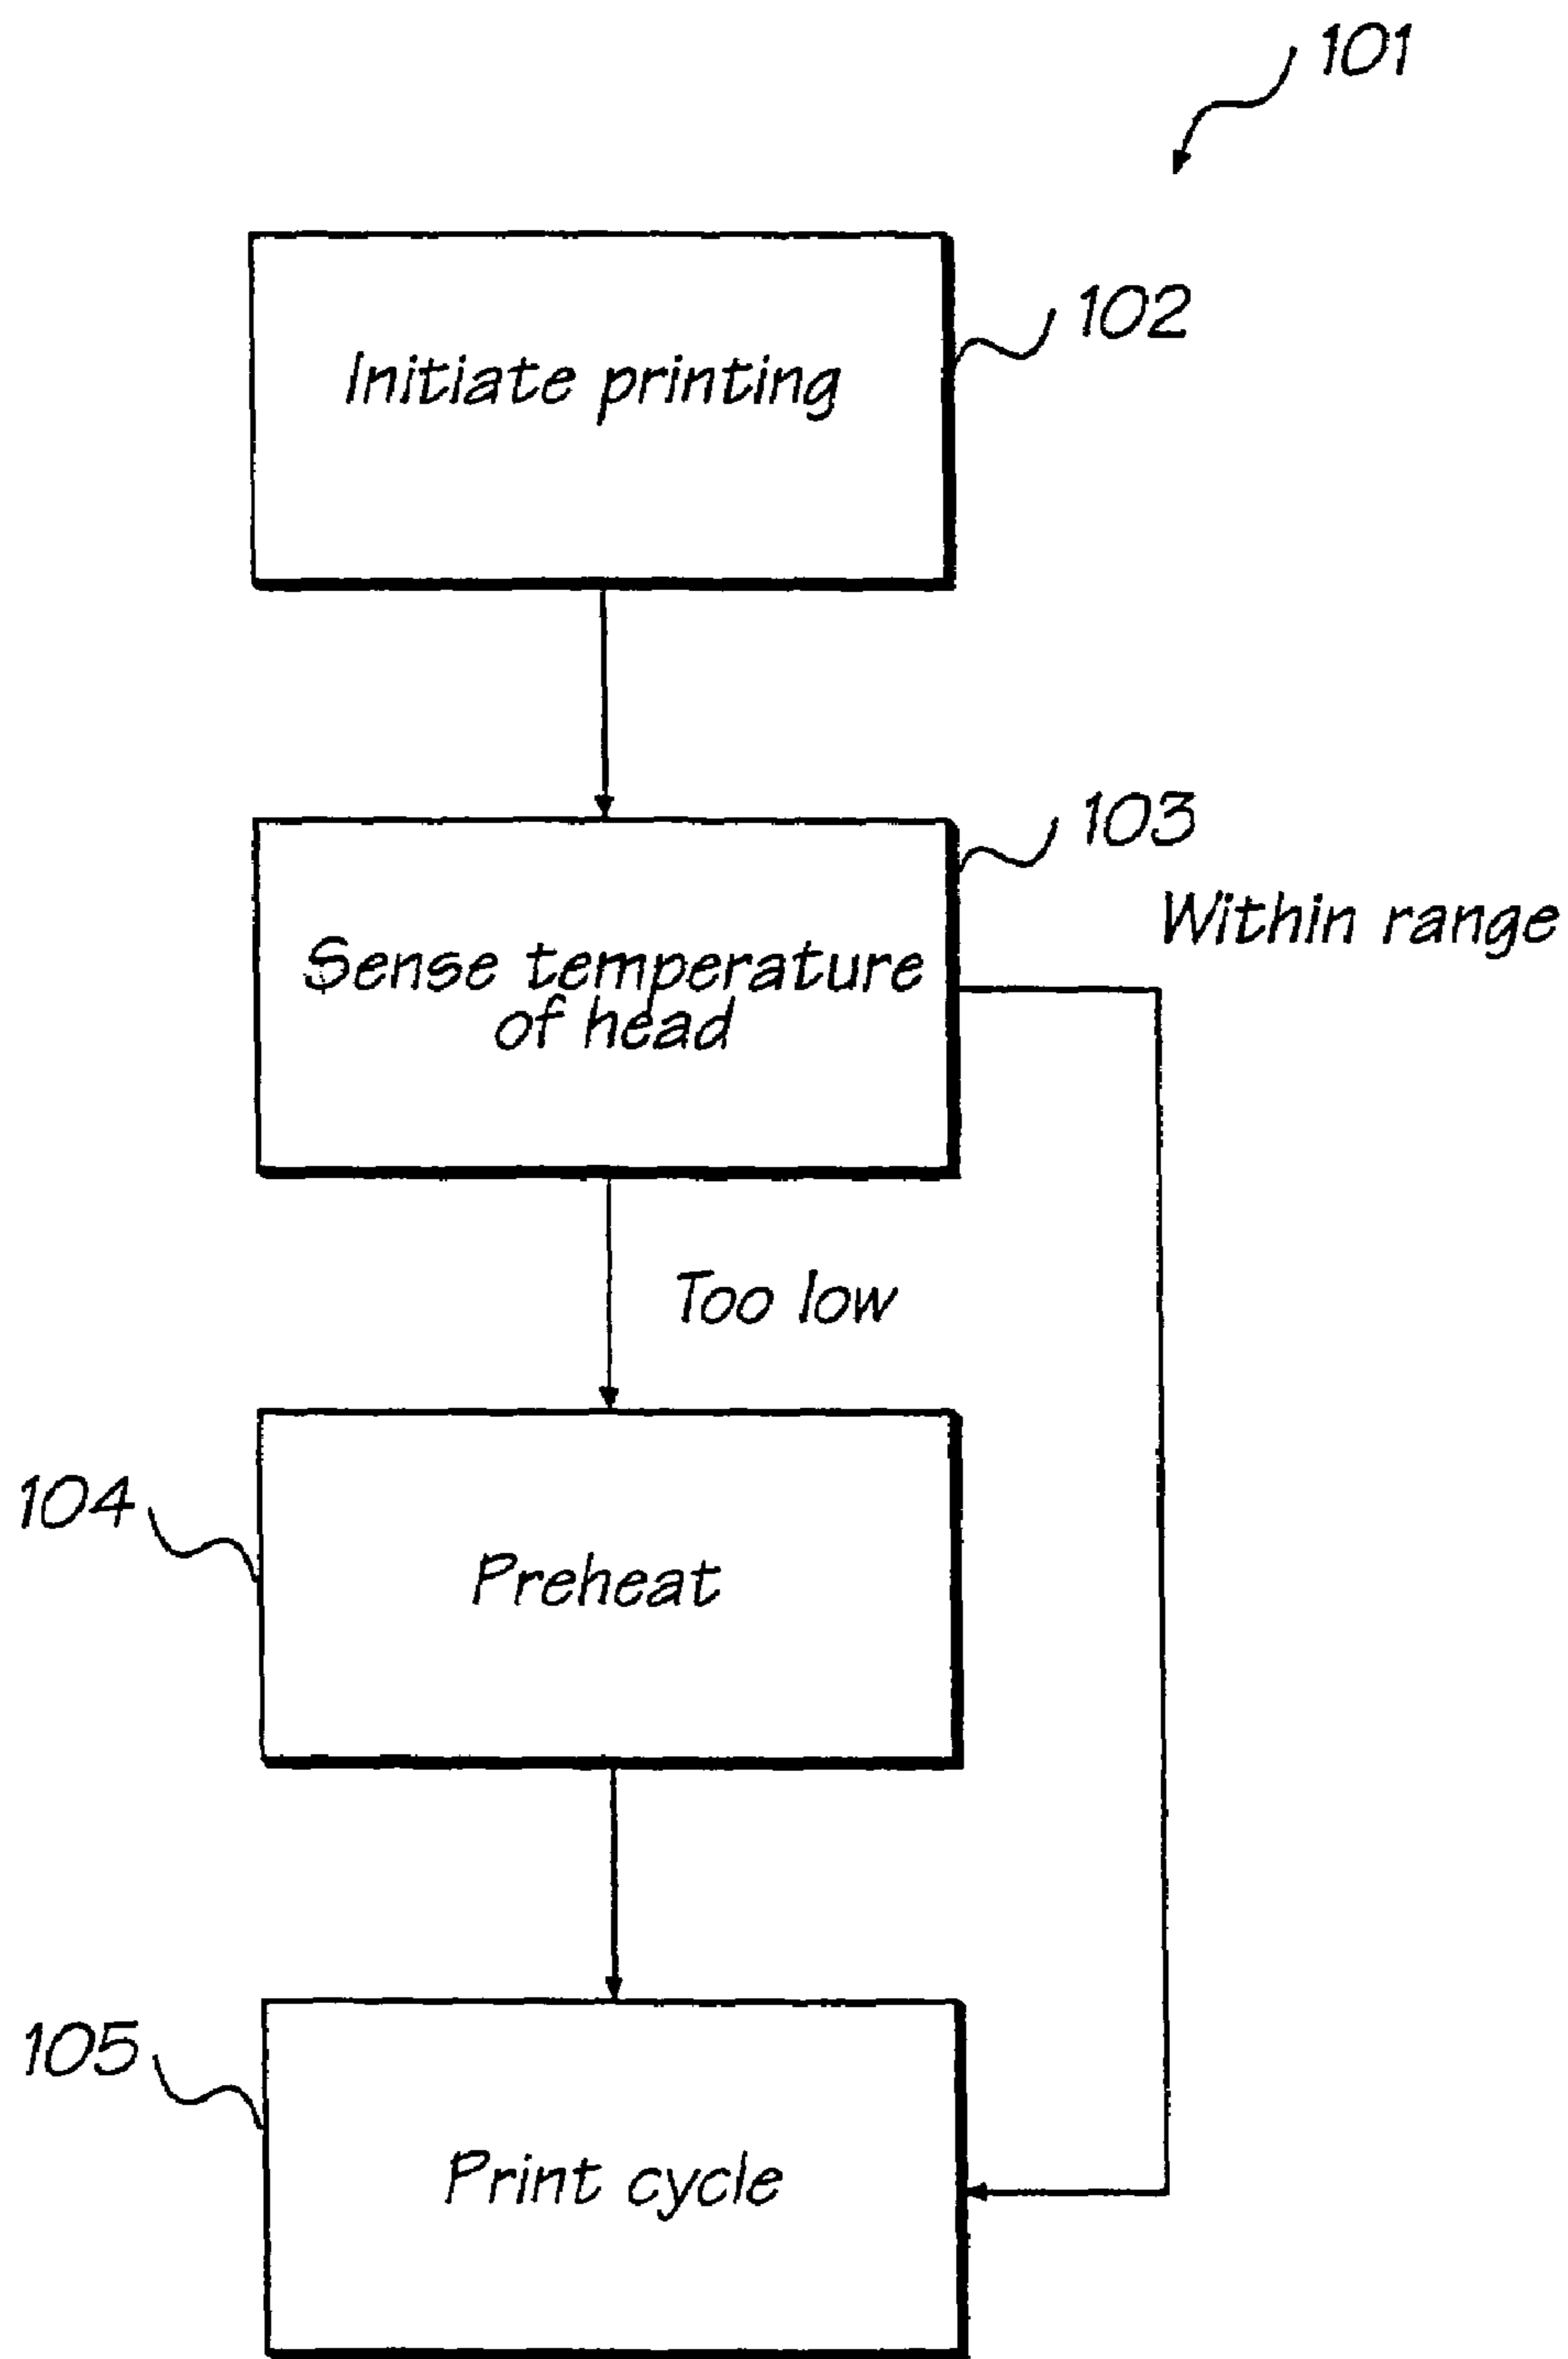 101
Initiate printing
102
103
Within range
Sense temperature
of head
Too low
104
Preheat
105
Print cycle